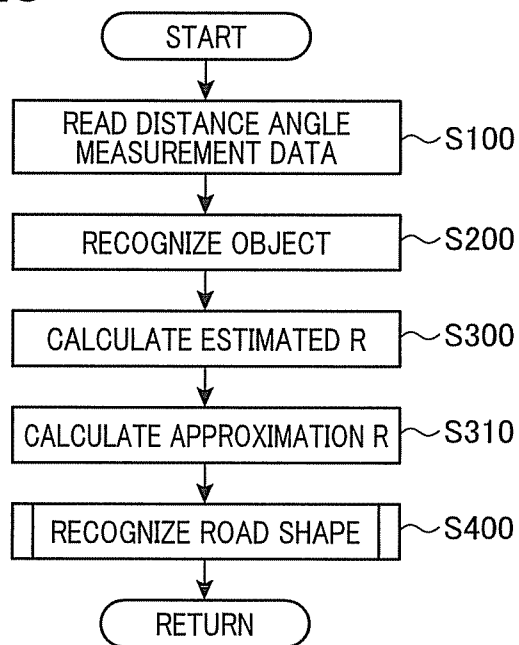 START
READ DISTANCE ANGLE
MEASUREMENT DATA
S100
RECOGNIZE OBJECT
S200
CALCULATE ESTIMATED R
S300
CALCULATE APPROXIMATION R
S310
RECOGNIZE ROAD SHAPE
S400
RETURN